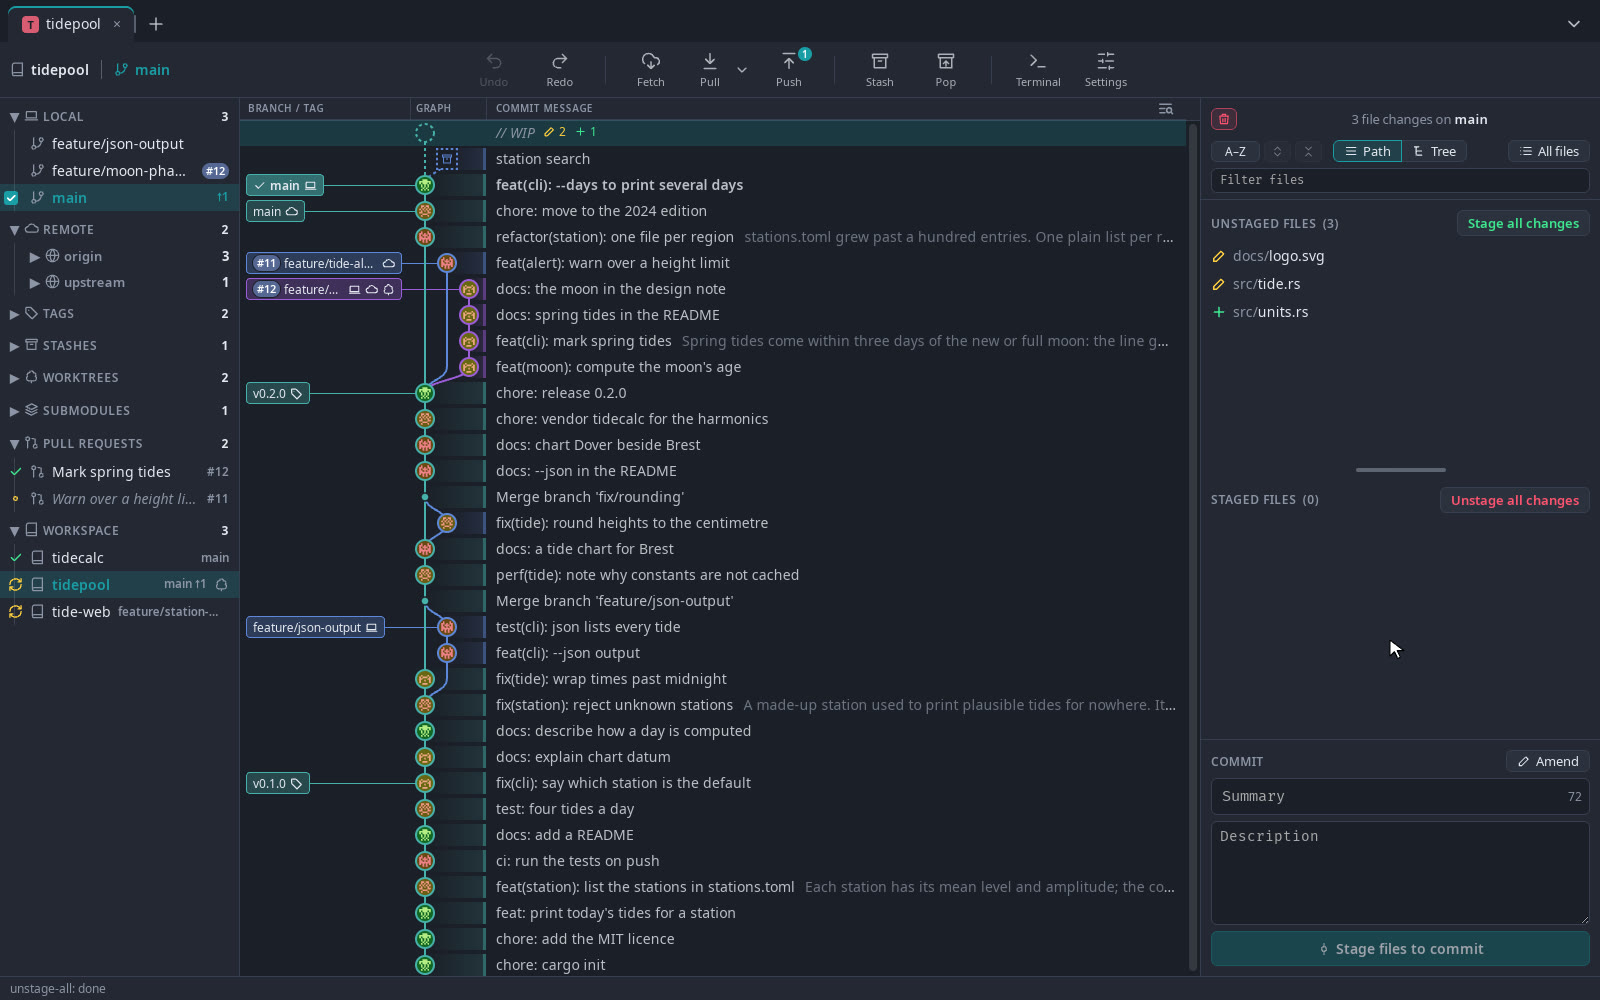 T tidepool ×
tidepool main
Undo Redo Fetch Pull Push 1 Stash Pop Terminal Settings
LOCAL 3
feature/json-output
feature/moon-pha... #12
main ↑1
REMOTE 2
origin 3
upstream 1
TAGS 2
STASHES 1
WORKTREES 2
SUBMODULES 1
PULL REQUESTS 2
Mark spring tides #12
Warn over a height li... #11
WORKSPACE 3
tidecalc main
tidepool main ↑1
tide-web feature/station-...
BRANCH / TAG GRAPH COMMIT MESSAGE
// WIP 2 + 1
station search
main feat(cli): --days to print several days
main chore: move to the 2024 edition
refactor(station): one file per region stations.toml grew past a hundred entries. One plain list per r...
#11 feature/tide-al... feat(alert): warn over a height limit
#12 feature/... docs: the moon in the design note
docs: spring tides in the README
feat(cli): mark spring tides Spring tides come within three days of the new or full moon: the line g...
feat(moon): compute the moon's age
v0.2.0 chore: release 0.2.0
chore: vendor tidecalc for the harmonics
docs: chart Dover beside Brest
docs: --json in the README
Merge branch 'fix/rounding'
fix(tide): round heights to the centimetre
docs: a tide chart for Brest
perf(tide): note why constants are not cached
Merge branch 'feature/json-output'
feature/json-output test(cli): json lists every tide
feat(cli): --json output
fix(tide): wrap times past midnight
fix(station): reject unknown stations A made-up station used to print plausible tides for nowhere. It...
docs: describe how a day is computed
docs: explain chart datum
v0.1.0 fix(cli): say which station is the default
test: four tides a day
docs: add a README
ci: run the tests on push
feat(station): list the stations in stations.toml Each station has its mean level and amplitude; the co...
feat: print today's tides for a station
chore: add the MIT licence
chore: cargo init
3 file changes on main
A–Z Path Tree All files
Filter files
UNSTAGED FILES (3) Stage all changes
docs/logo.svg
src/tide.rs
+ src/units.rs
STAGED FILES (0) Unstage all changes
COMMIT Amend
Summary 72
Description
Stage files to commit
unstage-all: done